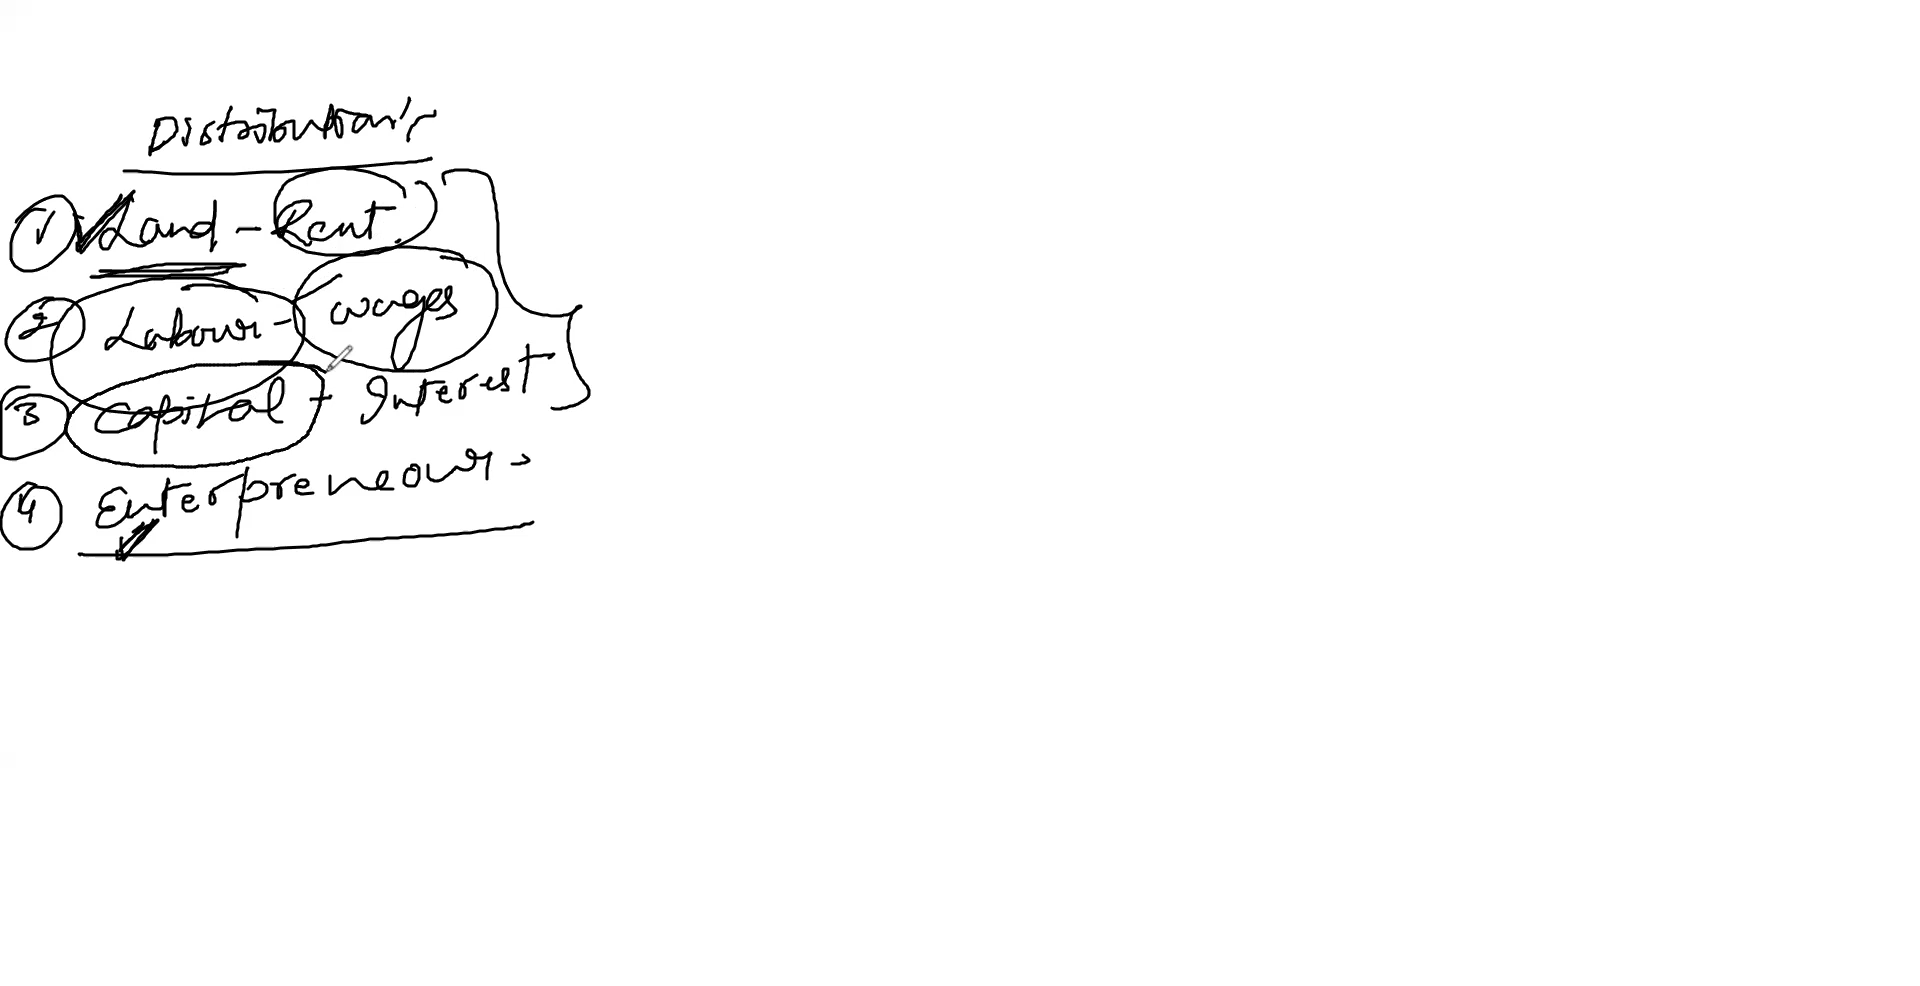 Distribution:-
① Land - Rent.
② Labour - wages
③ Capital - Interest
④ Enterpreneour -